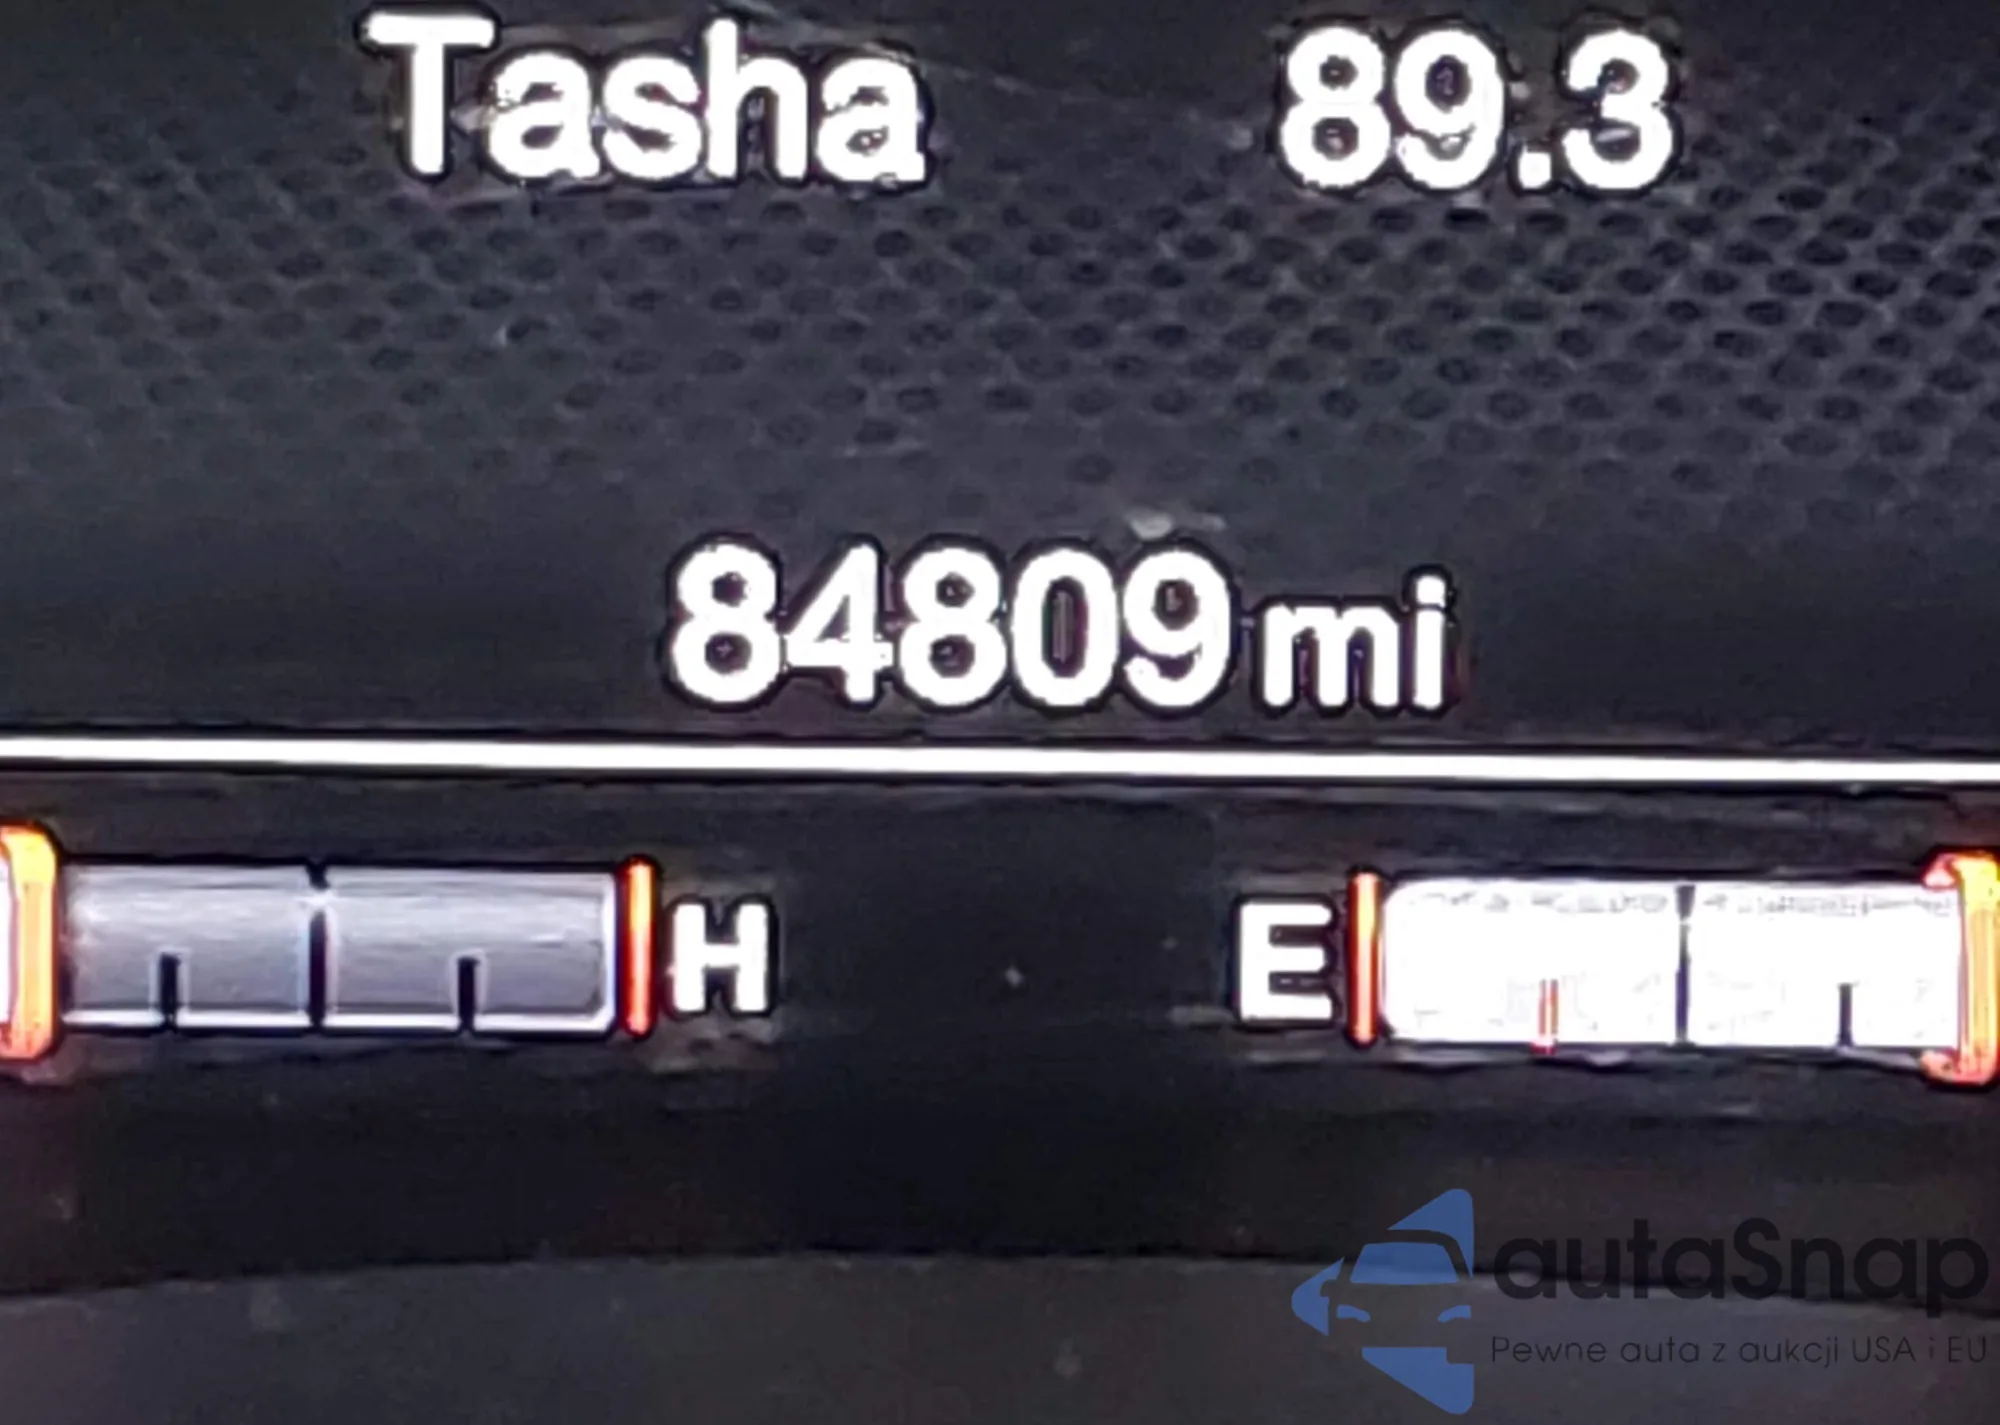 Tasha 89.3
84809 mi
H E
autaSnap
Pewne auta z aukcji USA i EU